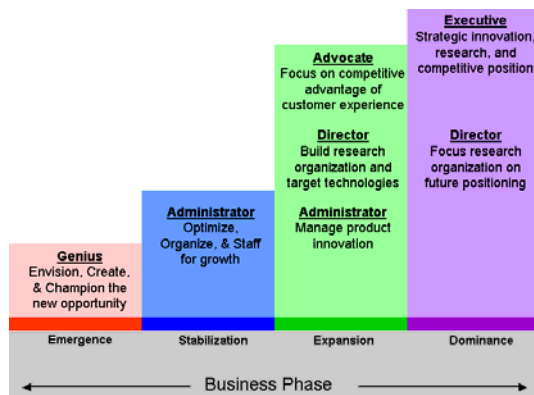 Genius
Envision, Create,
& Champion the
new opportunity
Administrator
Optimize,
Organize, & Staff
for growth
Advocate
Focus on competitive
advantage of
customer experience
Director
Build research
organization and
target technologies
Administrator
Manage product
innovation
Executive
Strategic innovation,
research, and
competitive position
Director
Focus research
organization on
future positioning
Emergence
Stabilization
Expansion
Dominance
Business Phase